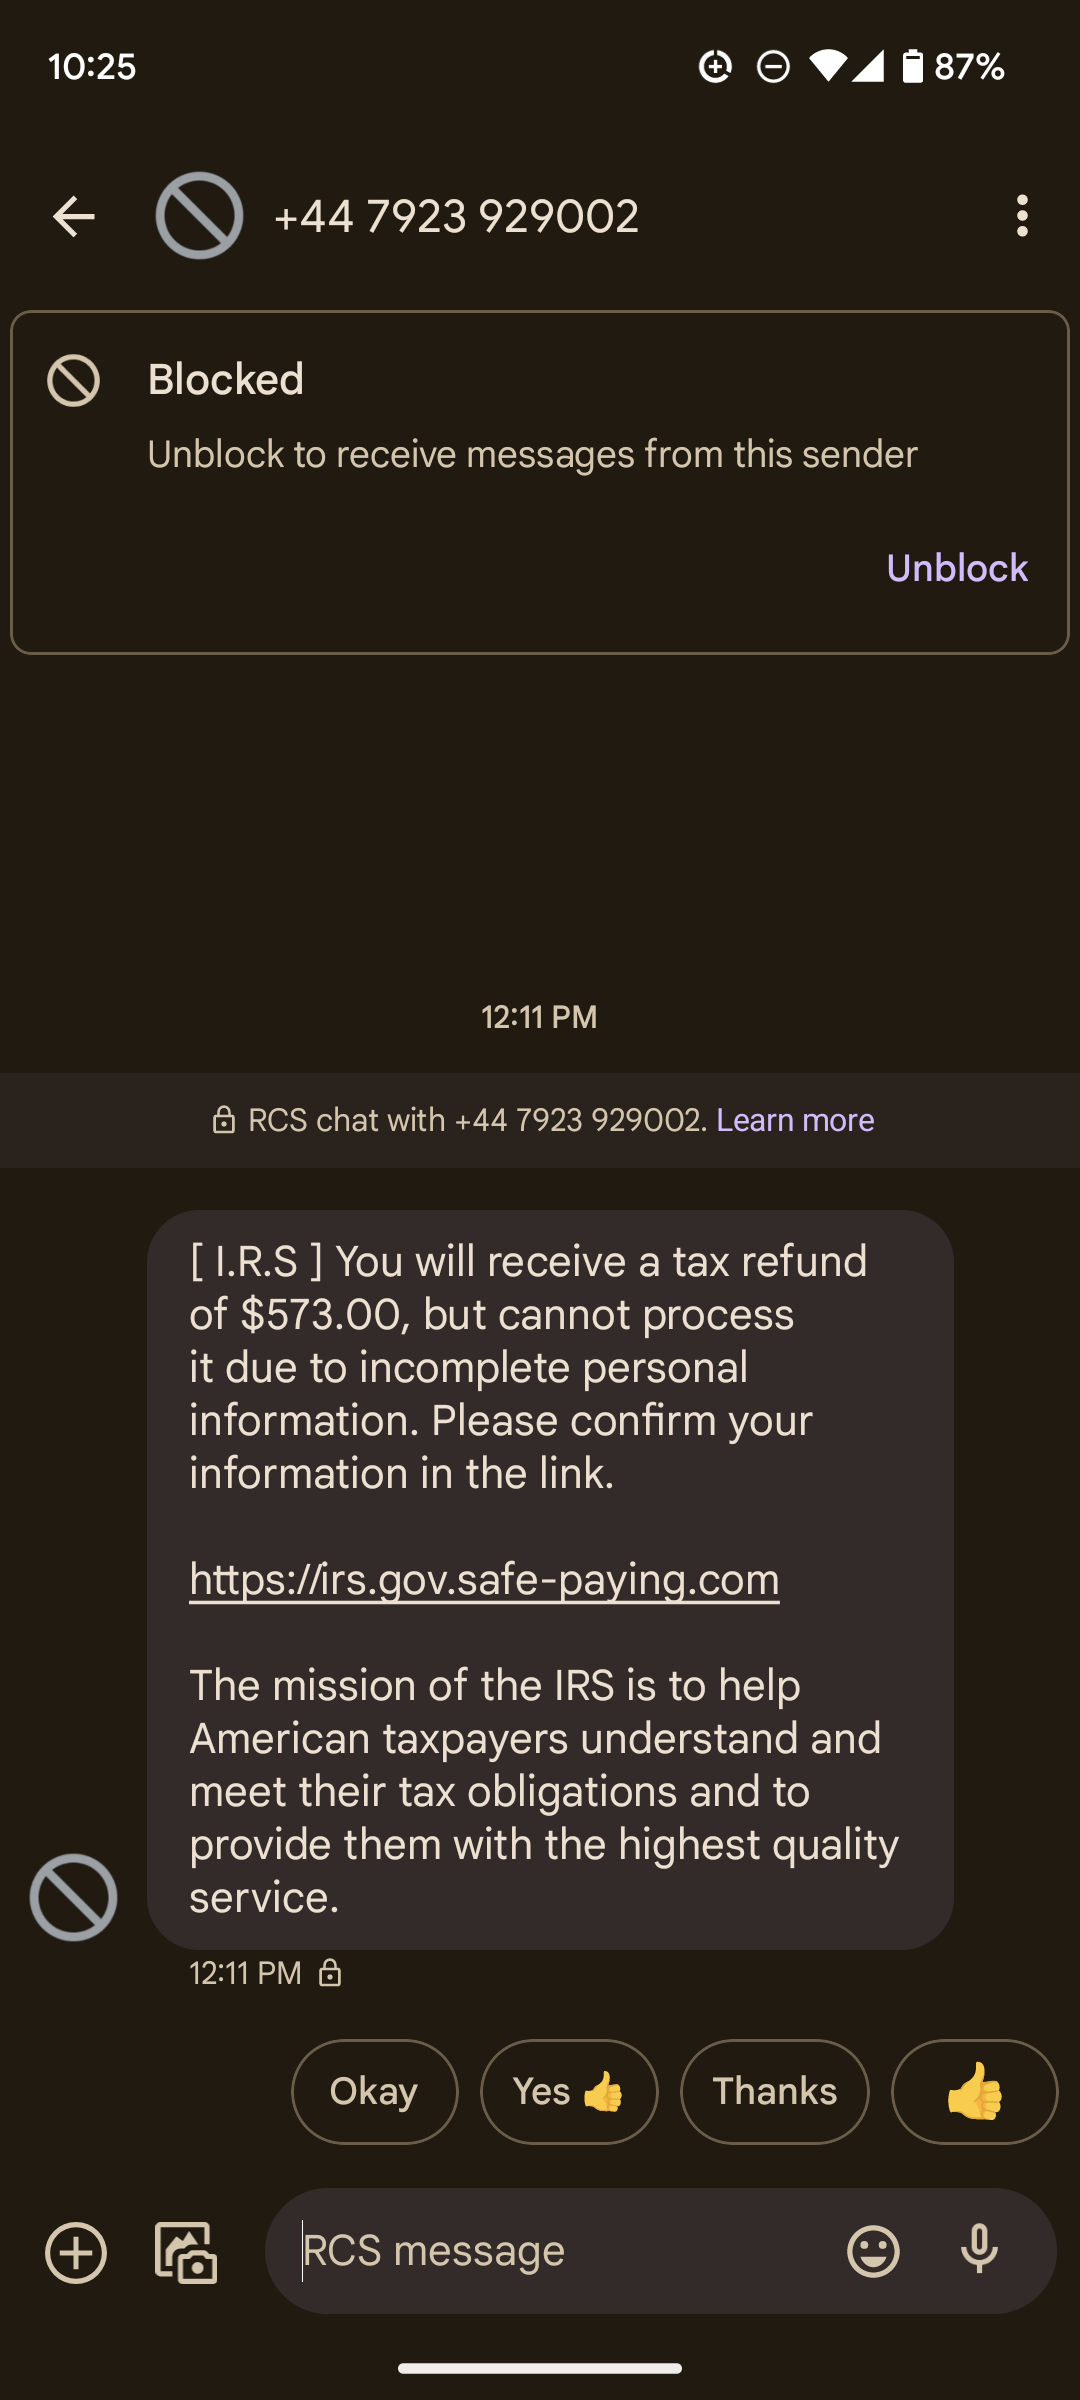 10:25 87%
+44 7923 929002
Blocked
Unblock to receive messages from this sender
Unblock
12:11 PM
RCS chat with +44 7923 929002. Learn more
[ I.R.S ] You will receive a tax refund
of $573.00, but cannot process
it due to incomplete personal
information. Please confirm your
information in the link.
https://irs.gov.safe-paying.com
The mission of the IRS is to help
American taxpayers understand and
meet their tax obligations and to
provide them with the highest quality
service.
12:11 PM
Okay Yes 👍 Thanks 👍
RCS message